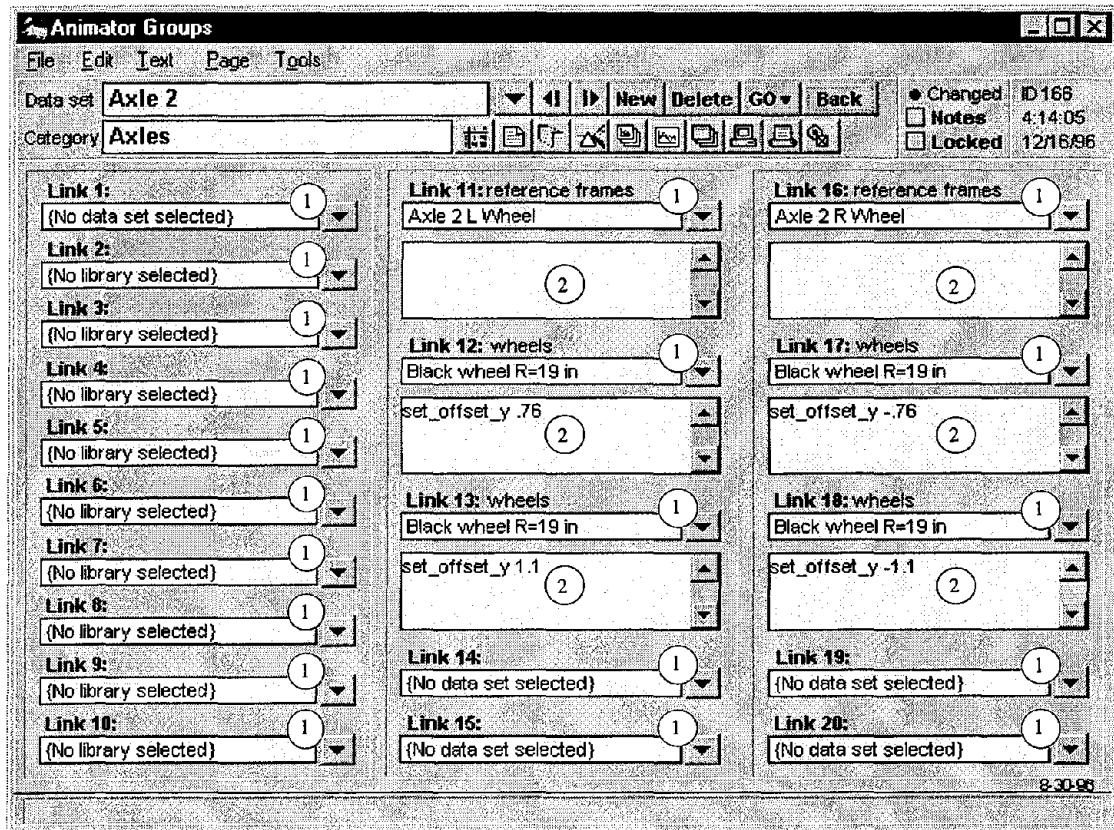 Animator Groups
File Edit Text Page Tools
Data set Axle 2 New Delete GO Back Changed ID 166
Notes 4:14:05
Category Axles Locked 12/16/96
Link 1: 1
{No data set selected}
Link 2: 1
{No library selected}
Link 3: 1
{No library selected}
Link 4: 1
{No library selected}
Link 5: 1
{No library selected}
Link 6: 1
{No library selected}
Link 7: 1
{No library selected}
Link 8: 1
{No library selected}
Link 9: 1
{No library selected}
Link 10: 1
{No library selected}
Link 11: reference frames 1
Axle 2 L Wheel
2
Link 12: wheels 1
Black wheel R=19 in
set_offset_y .76
2
Link 13: wheels 1
Black wheel R=19 in
set_offset_y 1.1
2
Link 14: 1
{No data set selected}
Link 15: 1
{No data set selected}
Link 16: reference frames 1
Axle 2 R Wheel
2
Link 17: wheels 1
Black wheel R=19 in
set_offset_y -.76
2
Link 18: wheels 1
Black wheel R=19 in
set_offset_y -1.1
2
Link 19: 1
{No data set selected}
Link 20: 1
{No data set selected}
8-30-96